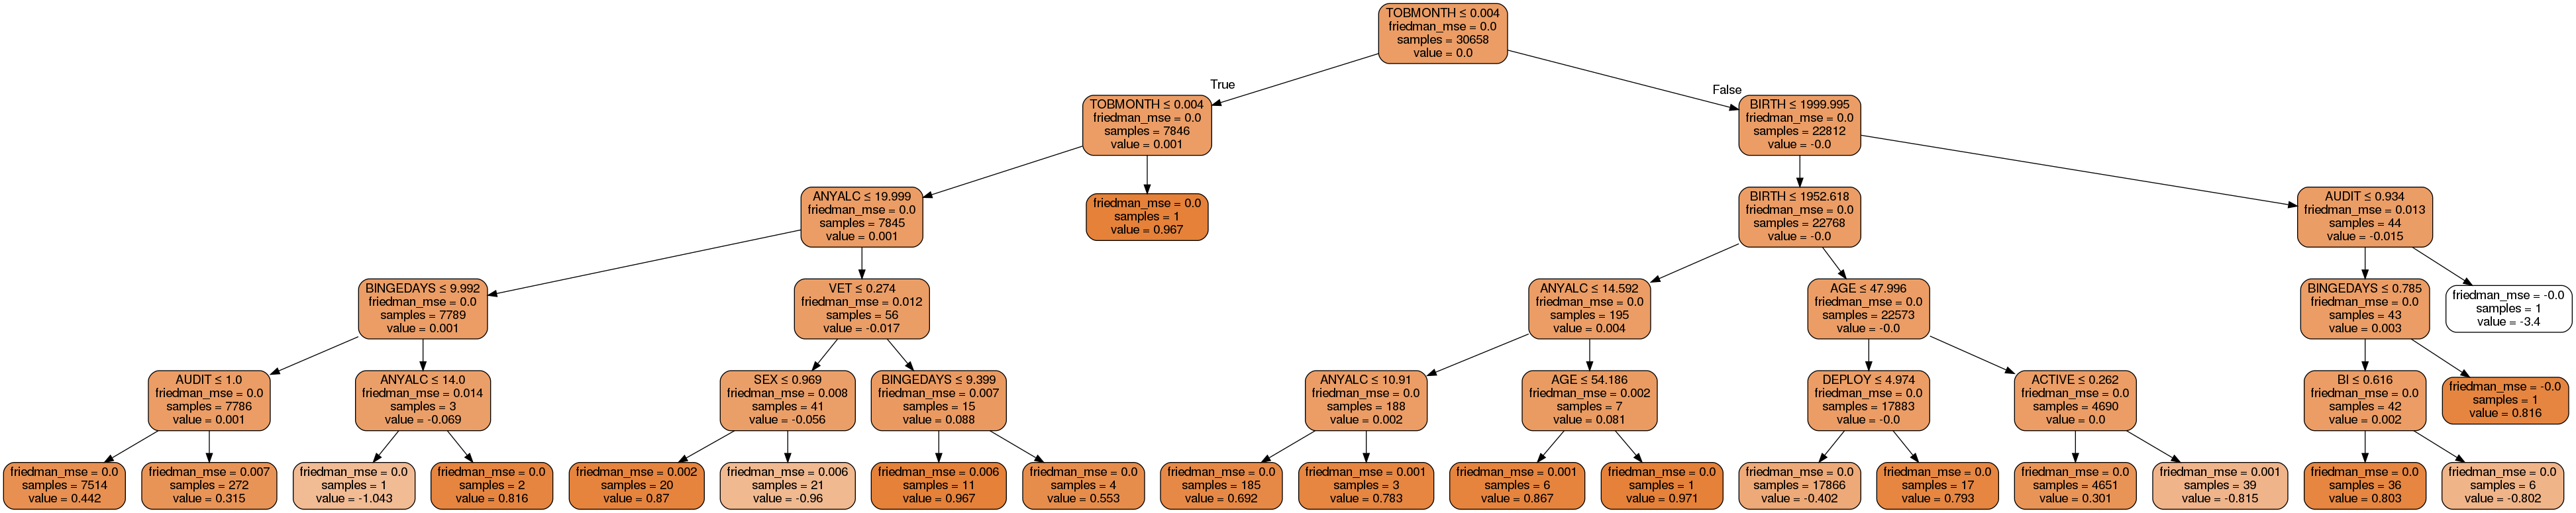 TOBMONTH ≤ 0.004
friedman_mse = 0.0
samples = 30658
value = 0.0
True
False
TOBMONTH ≤ 0.004
friedman_mse = 0.0
samples = 7846
value = 0.001
BIRTH ≤ 1999.995
friedman_mse = 0.0
samples = 22812
value = -0.0
ANYALC ≤ 19.999
friedman_mse = 0.0
samples = 7845
value = 0.001
friedman_mse = 0.0
samples = 1
value = 0.967
BIRTH ≤ 1952.618
friedman_mse = 0.0
samples = 22768
value = -0.0
AUDIT ≤ 0.934
friedman_mse = 0.013
samples = 44
value = -0.015
BINGEDAYS ≤ 9.992
friedman_mse = 0.0
samples = 7789
value = 0.001
VET ≤ 0.274
friedman_mse = 0.012
samples = 56
value = -0.017
ANYALC ≤ 14.592
friedman_mse = 0.0
samples = 195
value = 0.004
AGE ≤ 47.996
friedman_mse = 0.0
samples = 22573
value = -0.0
BINGEDAYS ≤ 0.785
friedman_mse = 0.0
samples = 43
value = 0.003
friedman_mse = -0.0
samples = 1
value = -3.4
AUDIT ≤ 1.0
friedman_mse = 0.0
samples = 7786
value = 0.001
ANYALC ≤ 14.0
friedman_mse = 0.014
samples = 3
value = -0.069
SEX ≤ 0.969
friedman_mse = 0.008
samples = 41
value = -0.056
BINGEDAYS ≤ 9.399
friedman_mse = 0.007
samples = 15
value = 0.088
ANYALC ≤ 10.91
friedman_mse = 0.0
samples = 188
value = 0.002
AGE ≤ 54.186
friedman_mse = 0.002
samples = 7
value = 0.081
DEPLOY ≤ 4.974
friedman_mse = 0.0
samples = 17883
value = -0.0
ACTIVE ≤ 0.262
friedman_mse = 0.0
samples = 4690
value = 0.0
BI ≤ 0.616
friedman_mse = 0.0
samples = 42
value = 0.002
friedman_mse = -0.0
samples = 1
value = 0.816
friedman_mse = 0.0
samples = 7514
value = 0.442
friedman_mse = 0.007
samples = 272
value = 0.315
friedman_mse = 0.0
samples = 1
value = -1.043
friedman_mse = 0.0
samples = 2
value = 0.816
friedman_mse = 0.002
samples = 20
value = 0.87
friedman_mse = 0.006
samples = 21
value = -0.96
friedman_mse = 0.006
samples = 11
value = 0.967
friedman_mse = 0.0
samples = 4
value = 0.553
friedman_mse = 0.0
samples = 185
value = 0.692
friedman_mse = 0.001
samples = 3
value = 0.783
friedman_mse = 0.001
samples = 6
value = 0.867
friedman_mse = 0.0
samples = 1
value = 0.971
friedman_mse = 0.0
samples = 17866
value = -0.402
friedman_mse = 0.0
samples = 17
value = 0.793
friedman_mse = 0.0
samples = 4651
value = 0.301
friedman_mse = 0.001
samples = 39
value = -0.815
friedman_mse = 0.0
samples = 36
value = 0.803
friedman_mse = 0.0
samples = 6
value = -0.802